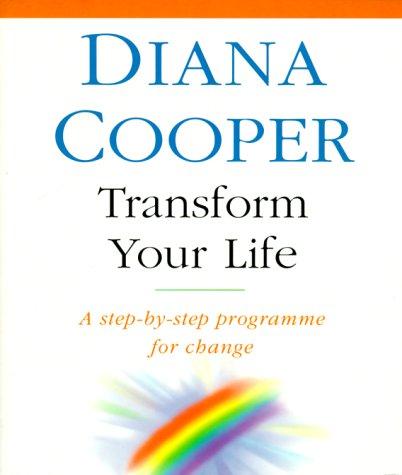 DIANA
COOPER
Transform
Your Life
A step-by-step programme
for change